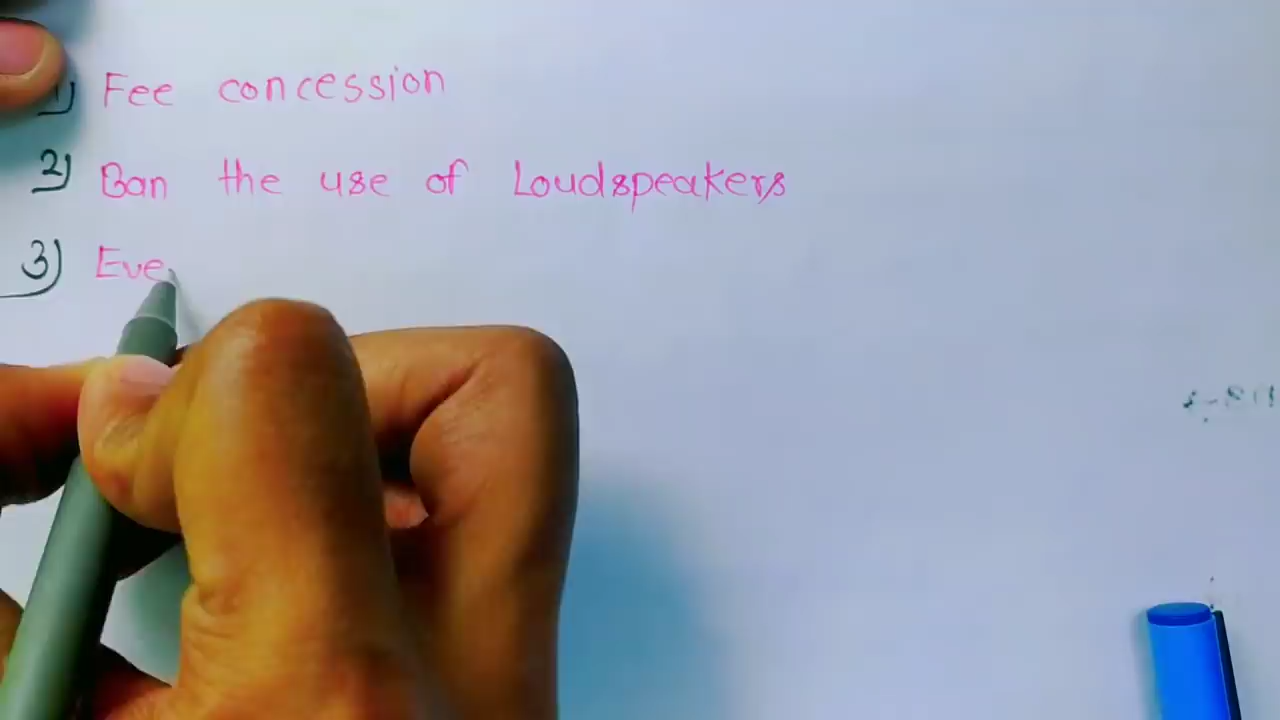 1) Fee concession
2) Ban the use of Loudspeakers
3) Eve